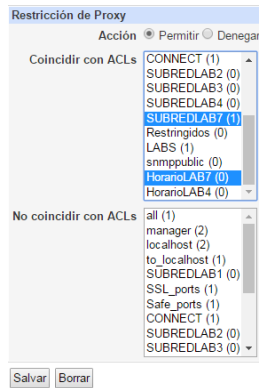 Restricción de Proxy
Acción Permitir Denegar
Coincidir con ACLs
CONNECT (1)
SUBREDLAB2 (0)
SUBREDLAB3 (0)
SUBREDLAB4 (0)
SUBREDLAB7 (1)
Restringidos (0)
LABS (1)
snmppublic (0)
HorarioLAB7 (0)
HorarioLAB4 (0)
No coincidir con ACLs
all (1)
manager (2)
localhost (2)
to_localhost (1)
SUBREDLAB1 (0)
SSL_ports (1)
Safe_ports (1)
CONNECT (1)
SUBREDLAB2 (0)
SUBREDLAB3 (0)
Salvar Borrar